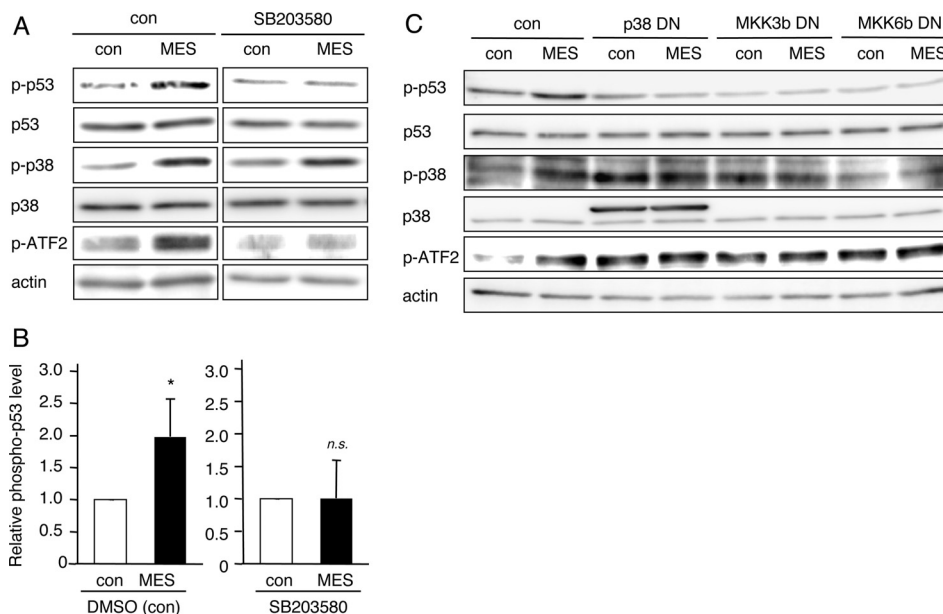 A
con SB203580
con MES con MES
p-p53
p53
p-p38
p38
p-ATF2
actin
B
Relative phospho-p53 level
3.0
2.5
2.0
1.5
1.0
0.5
0
*
con MES
DMSO (con)
3.0
2.5
2.0
1.5
1.0
0.5
0
n.s.
con MES
SB203580
C
con p38 DN MKK3b DN MKK6b DN
con MES con MES con MES con MES
p-p53
p53
p-p38
p38
p-ATF2
actin